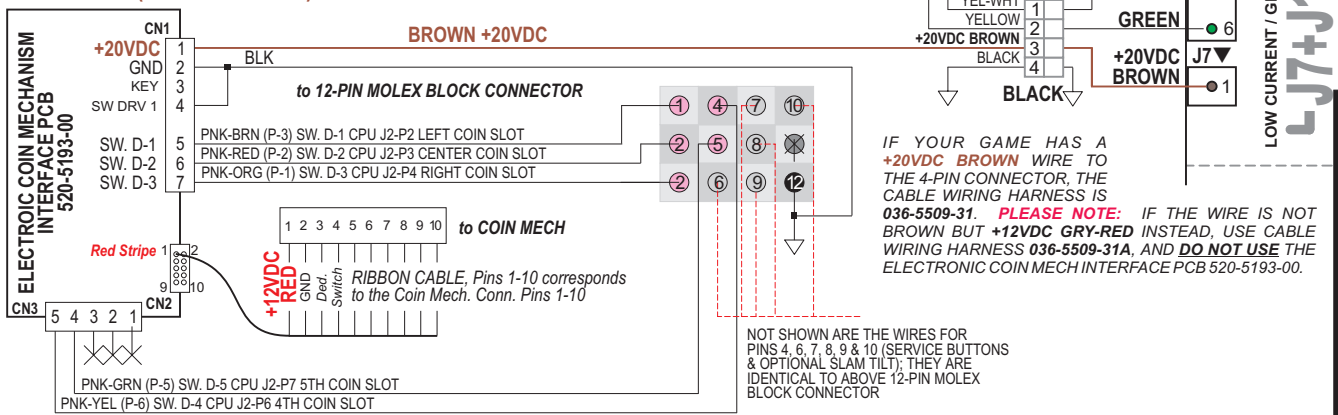 ELECTROIC COIN MECHANISM
INTERFACE PCB
520-5193-00
CN1
+20VDC 1
GND 2
KEY 3
SW DRV 1 4
SW. D-1 5
SW. D-2 6
SW. D-3 7
BROWN +20VDC
BLK
to 12-PIN MOLEX BLOCK CONNECTOR
PNK-BRN (P-3) SW. D-1 CPU J2-P2 LEFT COIN SLOT
PNK-RED (P-2) SW. D-2 CPU J2-P3 CENTER COIN SLOT
PNK-ORG (P-1) SW. D-3 CPU J2-P4 RIGHT COIN SLOT
1 4 7 10
2 5 8
2 6 9 12
YEL-WHT 1
YELLOW 2
+20VDC BROWN 3
BLACK 4
BLACK
GREEN
6
+20VDC
BROWN
J7▼
1
LOW CURRENT / G
J7+J
IF YOUR GAME HAS A
+20VDC BROWN WIRE TO
THE 4-PIN CONNECTOR, THE
CABLE WIRING HARNESS IS
036-5509-31. PLEASE NOTE: IF THE WIRE IS NOT
BROWN BUT +12VDC GRY-RED INSTEAD, USE CABLE
WIRING HARNESS 036-5509-31A, AND DO NOT USE THE
ELECTRONIC COIN MECH INTERFACE PCB 520-5193-00.
Red Stripe 1 2
9 10
CN2
1 2 3 4 5 6 7 8 9 10
to COIN MECH
+12VDC
RED
GND
Ded.
Switch
RIBBON CABLE, Pins 1-10 corresponds
to the Coin Mech. Conn. Pins 1-10
CN3
5 4 3 2 1
PNK-GRN (P-5) SW. D-5 CPU J2-P7 5TH COIN SLOT
PNK-YEL (P-6) SW. D-4 CPU J2-P6 4TH COIN SLOT
NOT SHOWN ARE THE WIRES FOR
PINS 4, 6, 7, 8, 9 & 10 (SERVICE BUTTONS
& OPTIONAL SLAM TILT); THEY ARE
IDENTICAL TO ABOVE 12-PIN MOLEX
BLOCK CONNECTOR